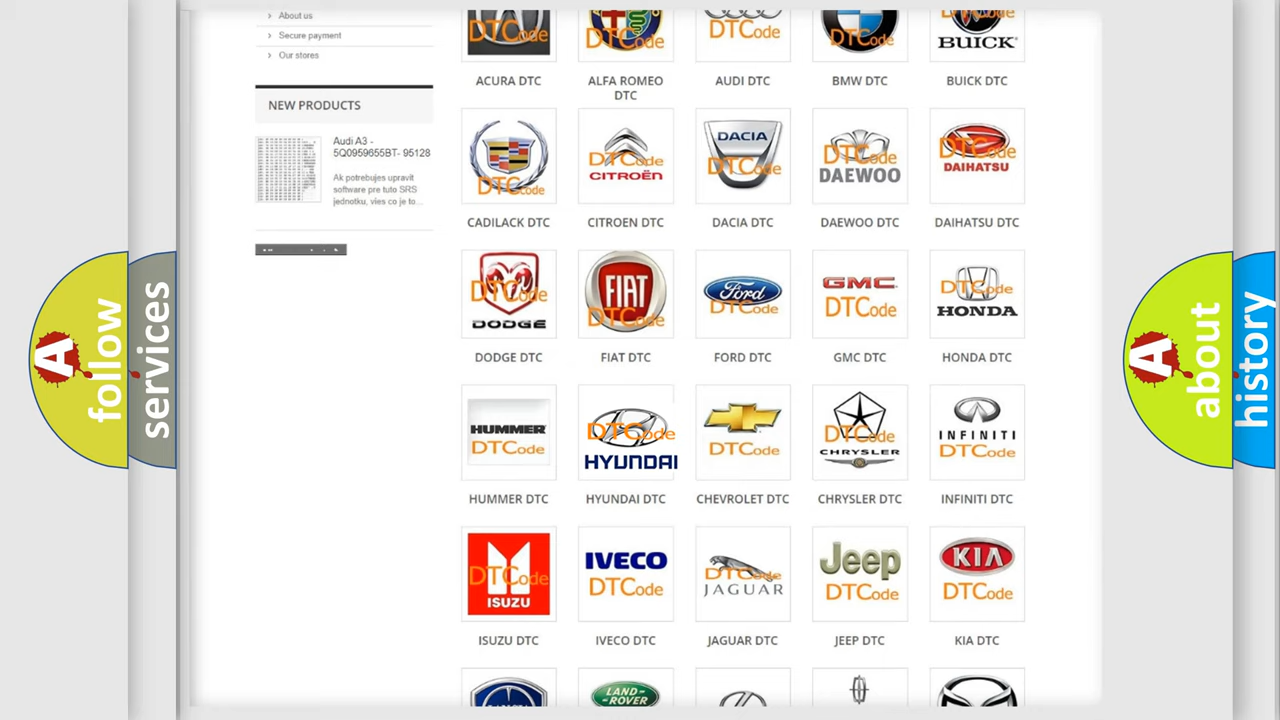 About us
Secure payment
Our stores
NEW PRODUCTS
Audi A3 -
5Q0959655BT- 95128
Ak potrebujes upravit
software pre tuto SRS
jednotku, vies co je to...
DTCode
DTCode
DTCode
DTCode
BUICK
ACURA DTC
ALFA ROMEO
DTC
AUDI DTC
BMW DTC
BUICK DTC
DTCode
DTCode
CITROËN
DACIA
DTCode
DTCode
DAEWOO
DTCode
DAIHATSU
CADILACK DTC
CITROEN DTC
DACIA DTC
DAEWOO DTC
DAIHATSU DTC
DTCode
DODGE
FIAT
DTCode
Ford
DTCode
GMC
DTCode
DTCode
HONDA
DODGE DTC
FIAT DTC
FORD DTC
GMC DTC
HONDA DTC
HUMMER
DTCode
DTCode
HYUNDAI
DTCode
DTCode
CHRYSLER
INFINITI
DTCode
HUMMER DTC
HYUNDAI DTC
CHEVROLET DTC
CHRYSLER DTC
INFINITI DTC
DTCode
ISUZU
IVECO
DTCode
DTCode
JAGUAR
Jeep
DTCode
KIA
DTCode
ISUZU DTC
IVECO DTC
JAGUAR DTC
JEEP DTC
KIA DTC
LAND-
ROVER
A
follow
services
A
about
history